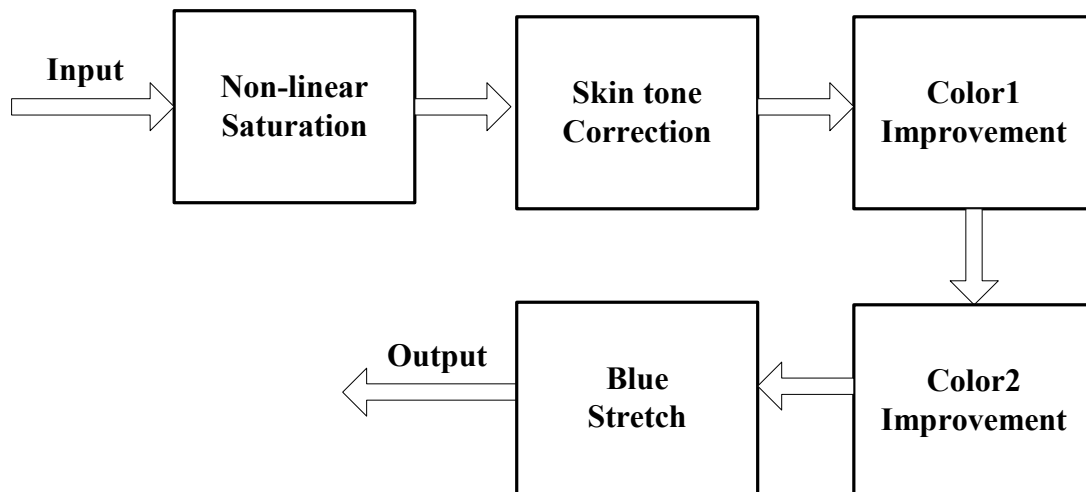 Input
Non-linear
Saturation
Skin tone
Correction
Color1
Improvement
Color2
Improvement
Blue
Stretch
Output